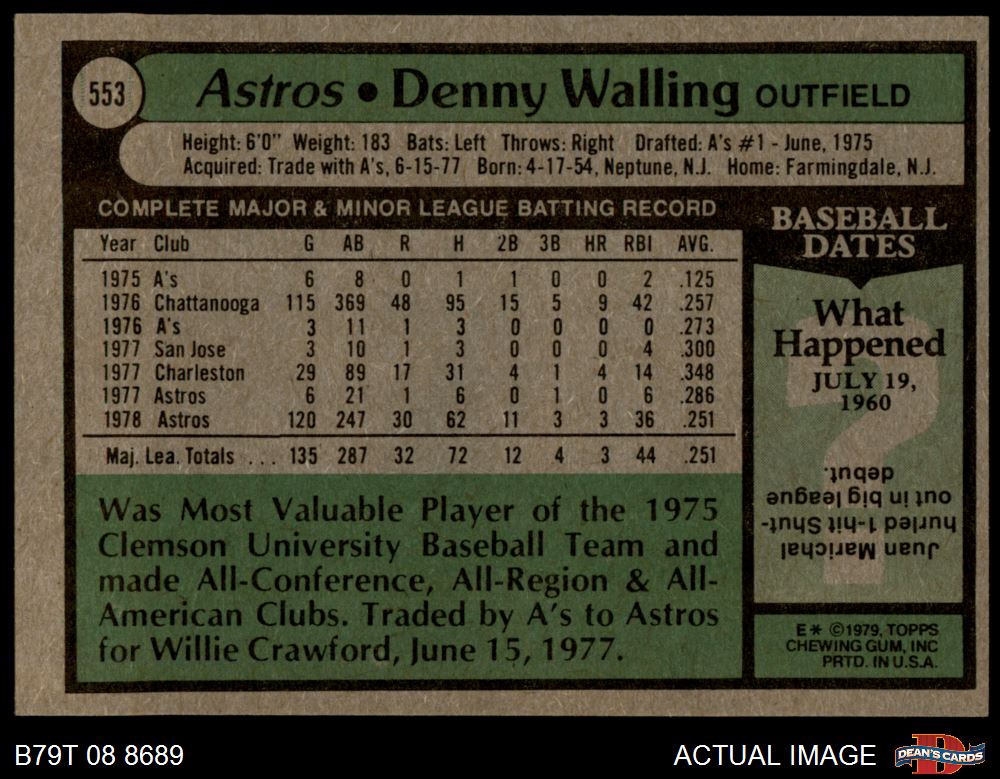 553
Astros • Denny Walling OUTFIELD
Height: 6'0" Weight: 183 Bats: Left Throws: Right Drafted: A's #1 - June, 1975
Acquired: Trade with A's, 6-15-77 Born: 4-17-54, Neptune, N.J. Home: Farmingdale, N.J.
COMPLETE MAJOR & MINOR LEAGUE BATTING RECORD
Year Club G AB R H 2B 3B HR RBI AVG.
1975 A's 6 8 0 1 1 0 0 2 .125
1976 Chattanooga 115 369 48 95 15 5 9 42 .257
1976 A's 3 11 1 3 0 0 0 0 .273
1977 San Jose 3 10 1 3 0 0 0 4 .300
1977 Charleston 29 89 17 31 4 1 4 14 .348
1977 Astros 6 21 1 6 0 1 0 6 .286
1978 Astros 120 247 30 62 11 3 3 36 .251
Maj. Lea. Totals ... 135 287 32 72 12 4 3 44 .251
Was Most Valuable Player of the 1975
Clemson University Baseball Team and
made All-Conference, All-Region & All-
American Clubs. Traded by A's to Astros
for Willie Crawford, June 15, 1977.
BASEBALL
DATES
What
Happened
JULY 19,
1960
?
Juan Marichal
hurled 1-hit Shut-
out in big league
debut.
E* ©1979, TOPPS
CHEWING GUM, INC
PRTD. IN U.S.A.
B79T 08 8689
ACTUAL IMAGE
D
DEAN'S CARDS